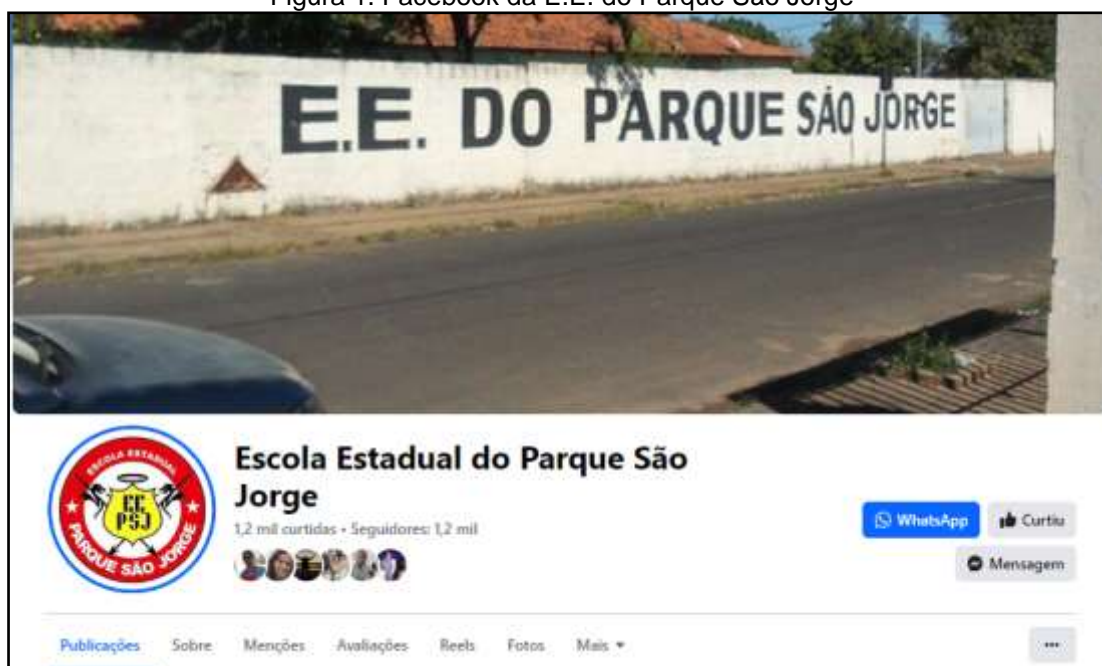 Figura 1: Facebook da E.E. do Parque São Jorge
E.E. DO PARQUE SÃO JORGE
ESCOLA ESTADUAL
E.E.
PSJ
PARQUE SÃO JORGE
Escola Estadual do Parque São
Jorge
1,2 mil curtidas • Seguidores: 1,2 mil
WhatsApp
Curtiu
Mensagem
Publicações Sobre Menções Avaliações Reels Fotos Mais